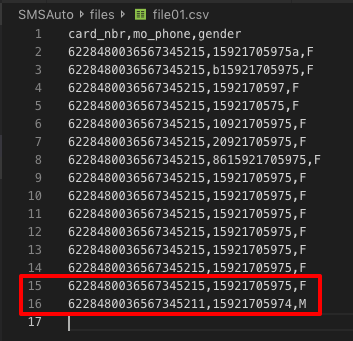 SMSAuto > files > file01.csv
1 card_nbr,mo_phone,gender
2 6228480036567345215,15921705975a,F
3 6228480036567345215,b15921705975,F
4 6228480036567345215,1592170597,F
5 6228480036567345215,1592170575,F
6 6228480036567345215,10921705975,F
7 6228480036567345215,20921705975,F
8 6228480036567345215,8615921705975,F
9 6228480036567345215,15921705975,F
10 6228480036567345215,15921705975,F
11 6228480036567345215,15921705975,F
12 6228480036567345215,15921705975,F
13 6228480036567345215,15921705975,F
14 6228480036567345215,15921705975,F
15 6228480036567345215,15921705975,F
16 6228480036567345211,15921705974,M
17